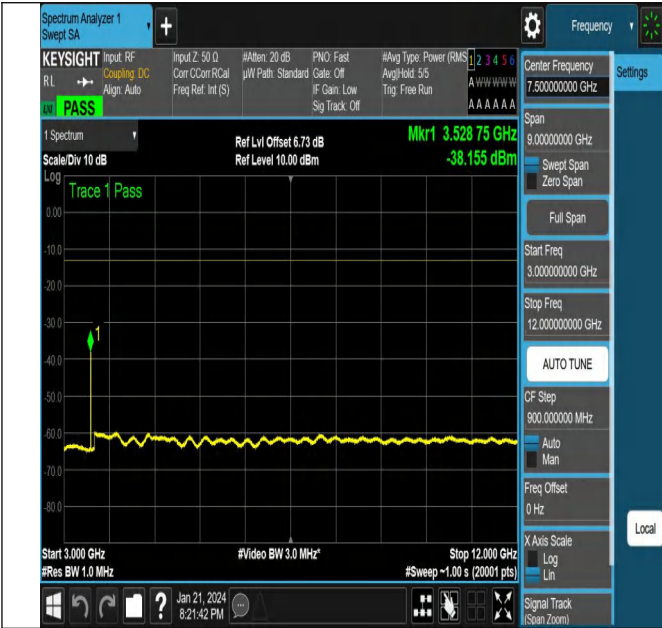 Spectrum Analyzer 1
Swept SA
Frequency
KEYSIGHT
RL
LXI
PASS
Input: RF
Coupling: DC
Align: Auto
Input Z: 50 Ω
Corr CCorr RCal
Freq Ref: Int (S)
#Atten: 20 dB
µW Path: Standard
PNO: Fast
Gate: Off
IF Gain: Low
Sig Track: Off
#Avg Type: Power (RMS
Avg|Hold: 5/5
Trig: Free Run
1 2 3 4 5 6
A W W W W W
A A A A A A
1 Spectrum
Scale/Div 10 dB
Ref Lvl Offset 6.73 dB
Ref Level 10.00 dBm
Mkr1 3.528 75 GHz
-38.155 dBm
Log
Trace 1 Pass
0.00
-10.0
-20.0
-30.0
-40.0
-50.0
-60.0
-70.0
-80.0
1
Start 3.000 GHz
#Res BW 1.0 MHz
#Video BW 3.0 MHz*
Stop 12.000 GHz
#Sweep ~1.00 s (20001 pts)
Jan 21, 2024
8:21:42 PM
Center Frequency
7.500000000 GHz
Settings
Span
9.00000000 GHz
Swept Span
Zero Span
Full Span
Start Freq
3.000000000 GHz
Stop Freq
12.000000000 GHz
AUTO TUNE
CF Step
900.000000 MHz
Auto
Man
Freq Offset
0 Hz
X Axis Scale
Log
Lin
Local
Signal Track
(Span Zoom)